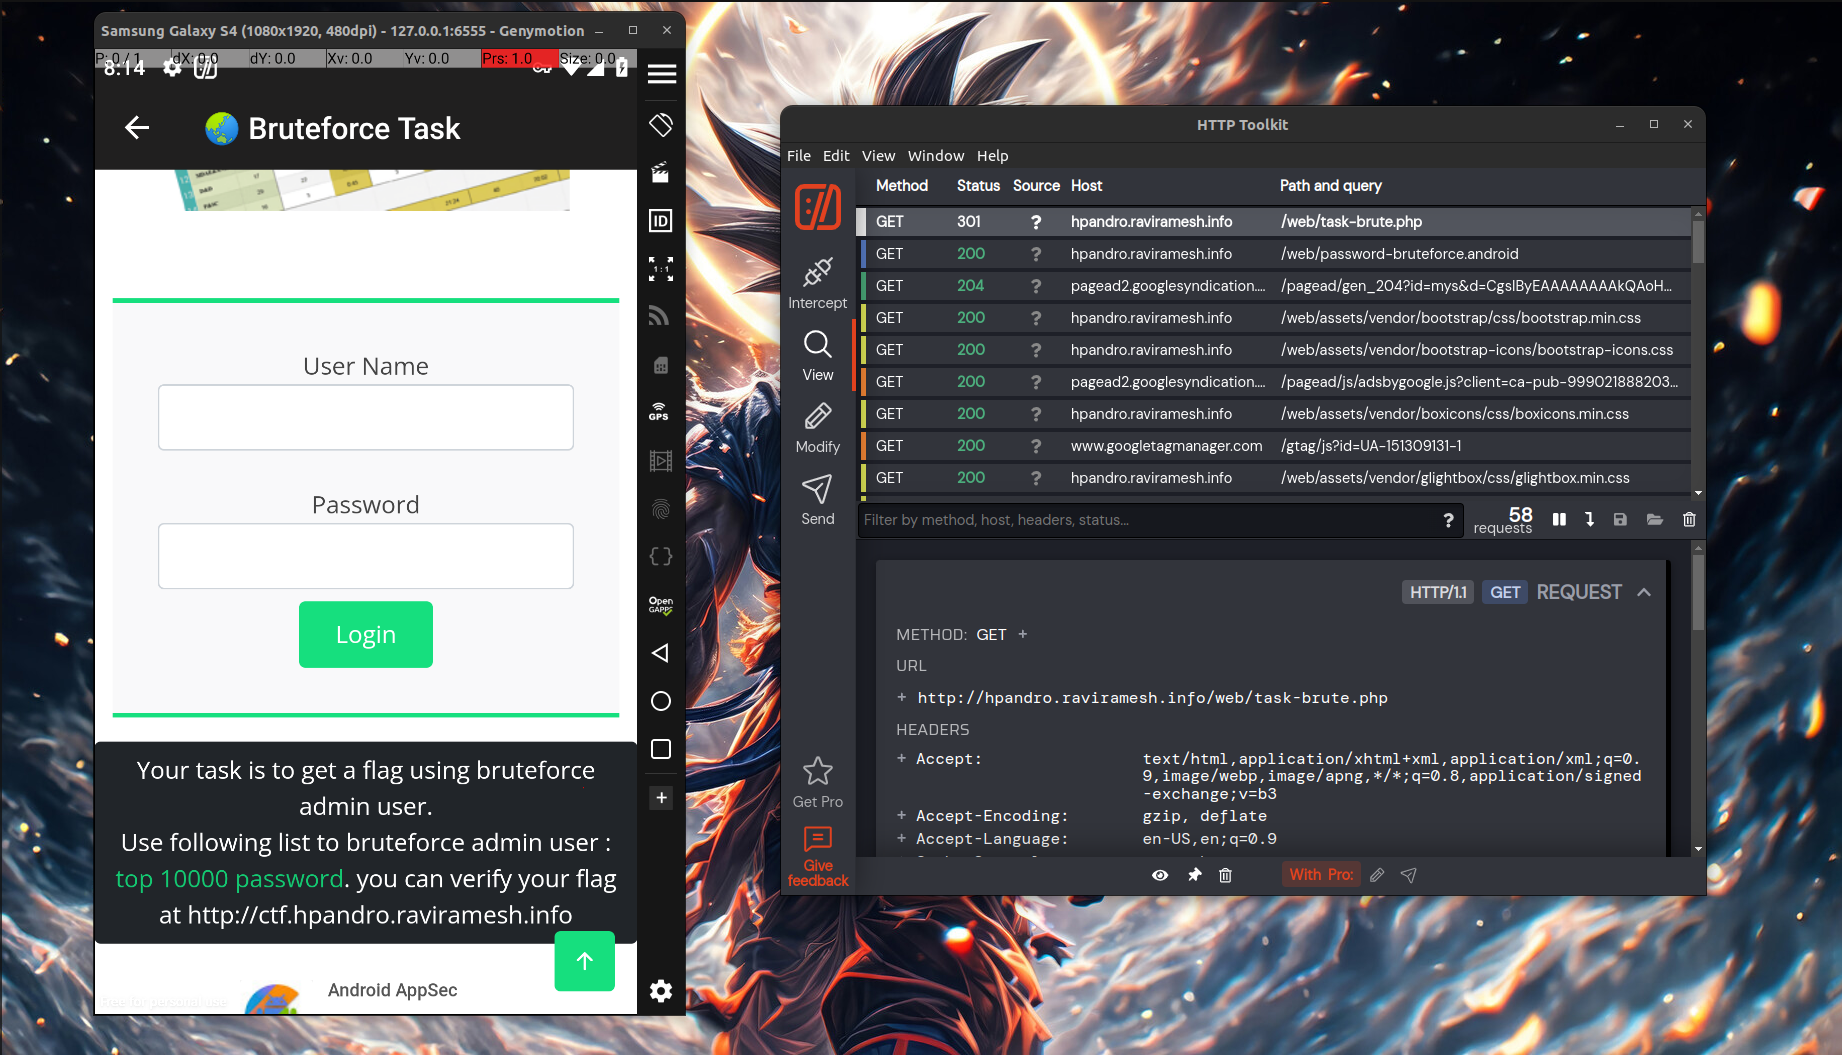 Samsung Galaxy S4 (1080x1920, 480dpi) - 127.0.0.1:6555 - Genymotion
P: 0 / 1 dX: 0.0 dY: 0.0 Xv: 0.0 Yv: 0.0 Prs: 1.0 Size: 0.0
8:14
Bruteforce Task
User Name
Password
Login
Your task is to get a flag using bruteforce
admin user.
Use following list to bruteforce admin user :
top 10000 password. you can verify your flag
at http://ctf.hpandro.raviramesh.info
Android AppSec
free for personal use
ID
1:1
GPS
Open
GAPPS
HTTP Toolkit
File Edit View Window Help
Method Status Source Host Path and query
GET 301 ? hpandro.raviramesh.info /web/task-brute.php
GET 200 ? hpandro.raviramesh.info /web/password-bruteforce.android
GET 204 ? pagead2.googlesyndication.... /pagead/gen_204?id=mys&d=CgsIByEAAAAAAAAkQAoH...
GET 200 ? hpandro.raviramesh.info /web/assets/vendor/bootstrap/css/bootstrap.min.css
GET 200 ? hpandro.raviramesh.info /web/assets/vendor/bootstrap-icons/bootstrap-icons.css
GET 200 ? pagead2.googlesyndication.... /pagead/js/adsbygoogle.js?client=ca-pub-999021888203...
GET 200 ? hpandro.raviramesh.info /web/assets/vendor/boxicons/css/boxicons.min.css
GET 200 ? www.googletagmanager.com /gtag/js?id=UA-151309131-1
GET 200 ? hpandro.raviramesh.info /web/assets/vendor/glightbox/css/glightbox.min.css
Intercept
View
Modify
Send
Get Pro
Give
feedback
Filter by method, host, headers, status... ?
58
requests
HTTP/1.1 GET REQUEST
METHOD: GET +
URL
+ http://hpandro.raviramesh.info/web/task-brute.php
HEADERS
+ Accept: text/html,application/xhtml+xml,application/xml;q=0.
9,image/webp,image/apng,*/*;q=0.8,application/signed
-exchange;v=b3
+ Accept-Encoding: gzip, deflate
+ Accept-Language: en-US,en;q=0.9
With Pro: